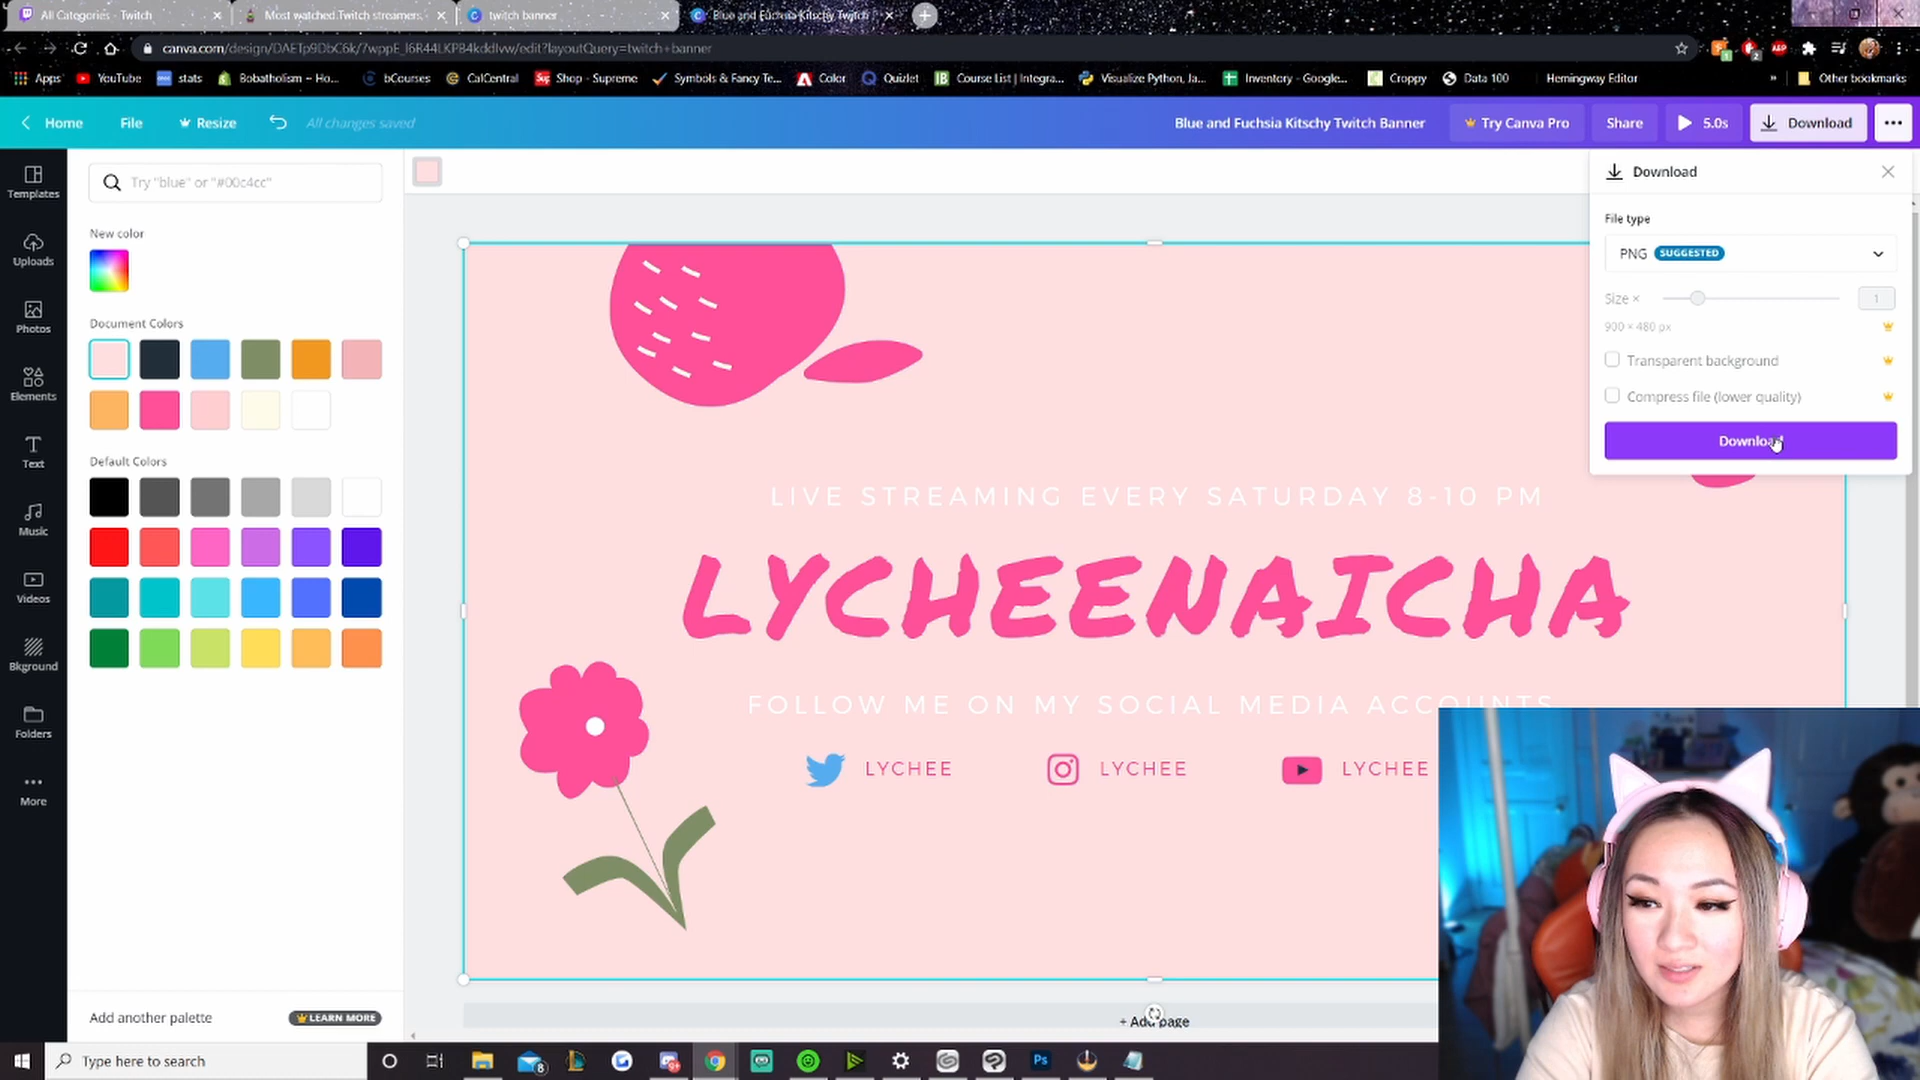 All Categories - Twitch
Most watched Twitch streamers,
twitch banner
Blue and Fuchsia Kitschy Twitch
canva.com/design/DAETp9DbC6k/7wppE_I6R44LKPB4kddIvw/edit?layoutQuery=twitch+banner
Apps YouTube stats Bobatholism – Ho... bCourses CalCentral Shop - Supreme Symbols & Fancy Te... Color Quizlet Course List | Integra... Visualize Python, Ja... Inventory - Google... Croppy Data 100 Hemingway Editor » Other bookmarks
Home File Resize All changes saved Blue and Fuchsia Kitschy Twitch Banner Try Canva Pro Share 5.0s Download
Templates
Uploads
Photos
Elements
Text
Music
Videos
Bkground
Folders
More
Try "blue" or "#00c4cc"
New color
Document Colors
Default Colors
Add another palette LEARN MORE
Download
File type
PNG SUGGESTED
Size × 1
900 × 480 px
Transparent background
Compress file (lower quality)
Download
LIVE STREAMING EVERY SATURDAY 8-10 PM
LYCHEENAICHA
FOLLOW ME ON MY SOCIAL MEDIA ACCOUNTS
LYCHEE LYCHEE LYCHEE
+ Add page
Type here to search
8
Ps